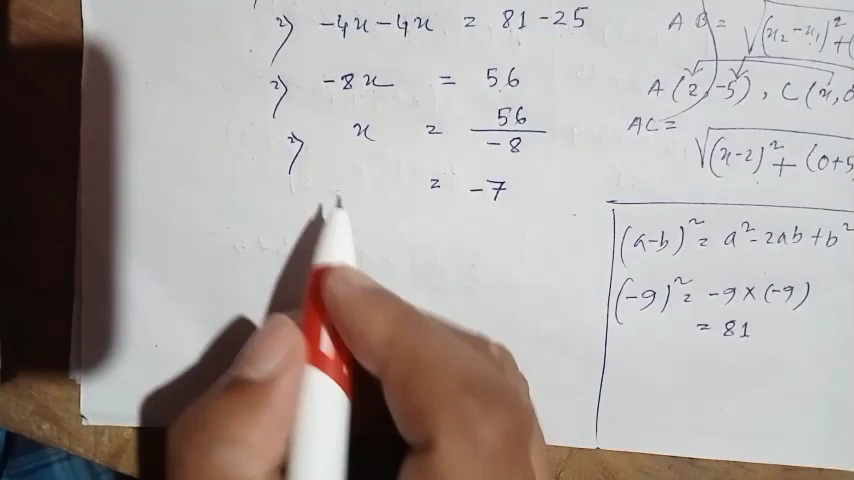 ⇒ -4x-4x = 81-25
⇒ -8x = 56
⇒ x = 56/-8
= -7
AB = √(x₂-x₁)²+(
A(2,-5), C(x,0
AC =
√(x-2)²+(0+5
(a-b)² = a²-2ab+b²
(-9)² = -9×(-9)
= 81